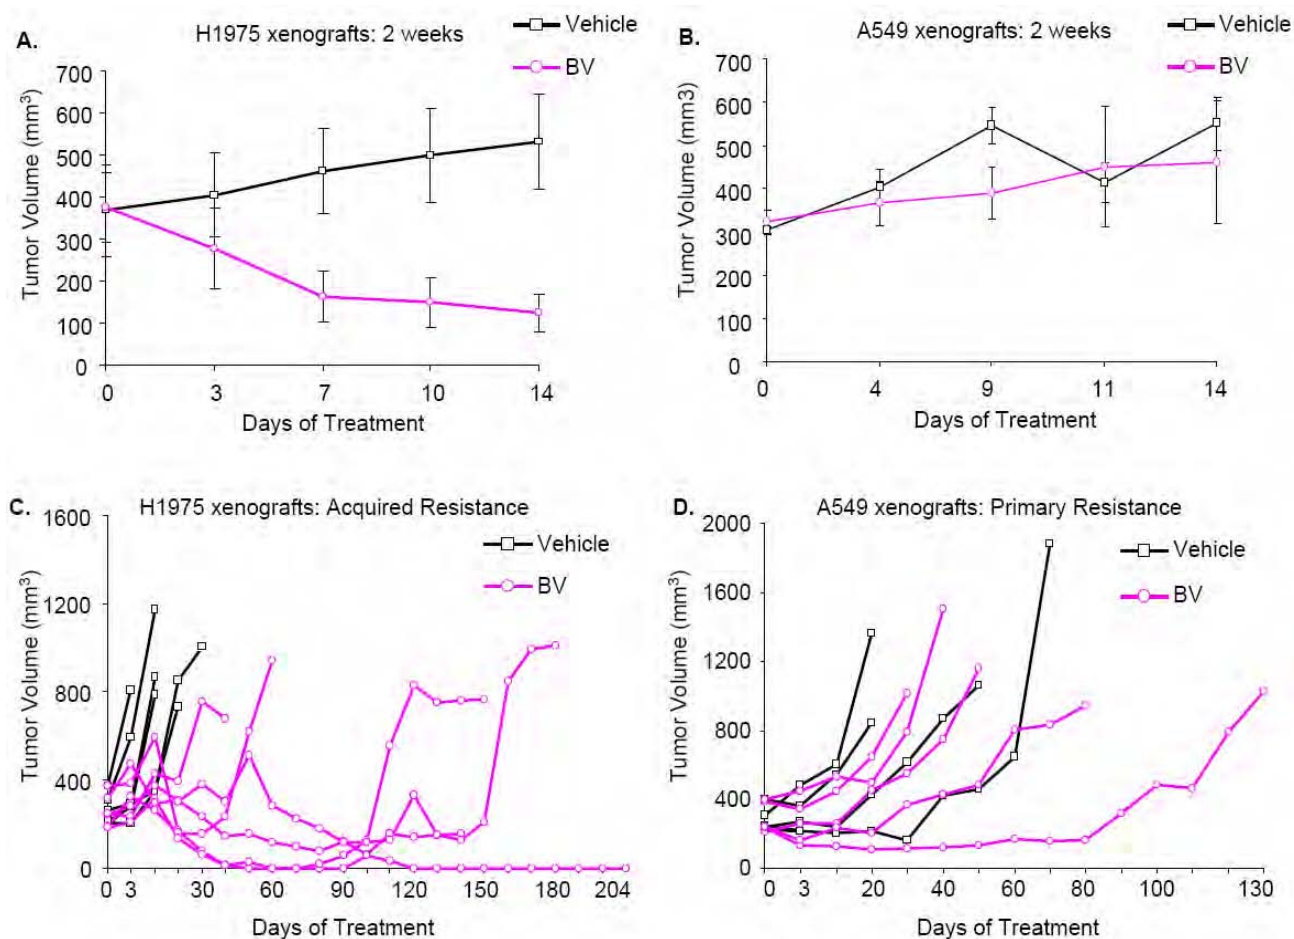 A.
H1975 xenografts: 2 weeks
Vehicle
BV
Tumor Volume (mm³)
700
600
500
400
300
200
100
0
0 3 7 10 14
Days of Treatment
B.
A549 xenografts: 2 weeks
Vehicle
BV
Tumor Volume (mm3)
700
600
500
400
300
200
100
0
0 4 9 11 14
Days of Treatment
C.
H1975 xenografts: Acquired Resistance
Vehicle
BV
Tumor Volume (mm³)
1600
1200
800
400
0
0 3 30 60 90 120 150 180 204
Days of Treatment
D.
A549 xenografts: Primary Resistance
Vehicle
BV
Tumor Volume (mm³)
2000
1600
1200
800
400
0
0 3 20 40 60 80 100 130
Days of Treatment